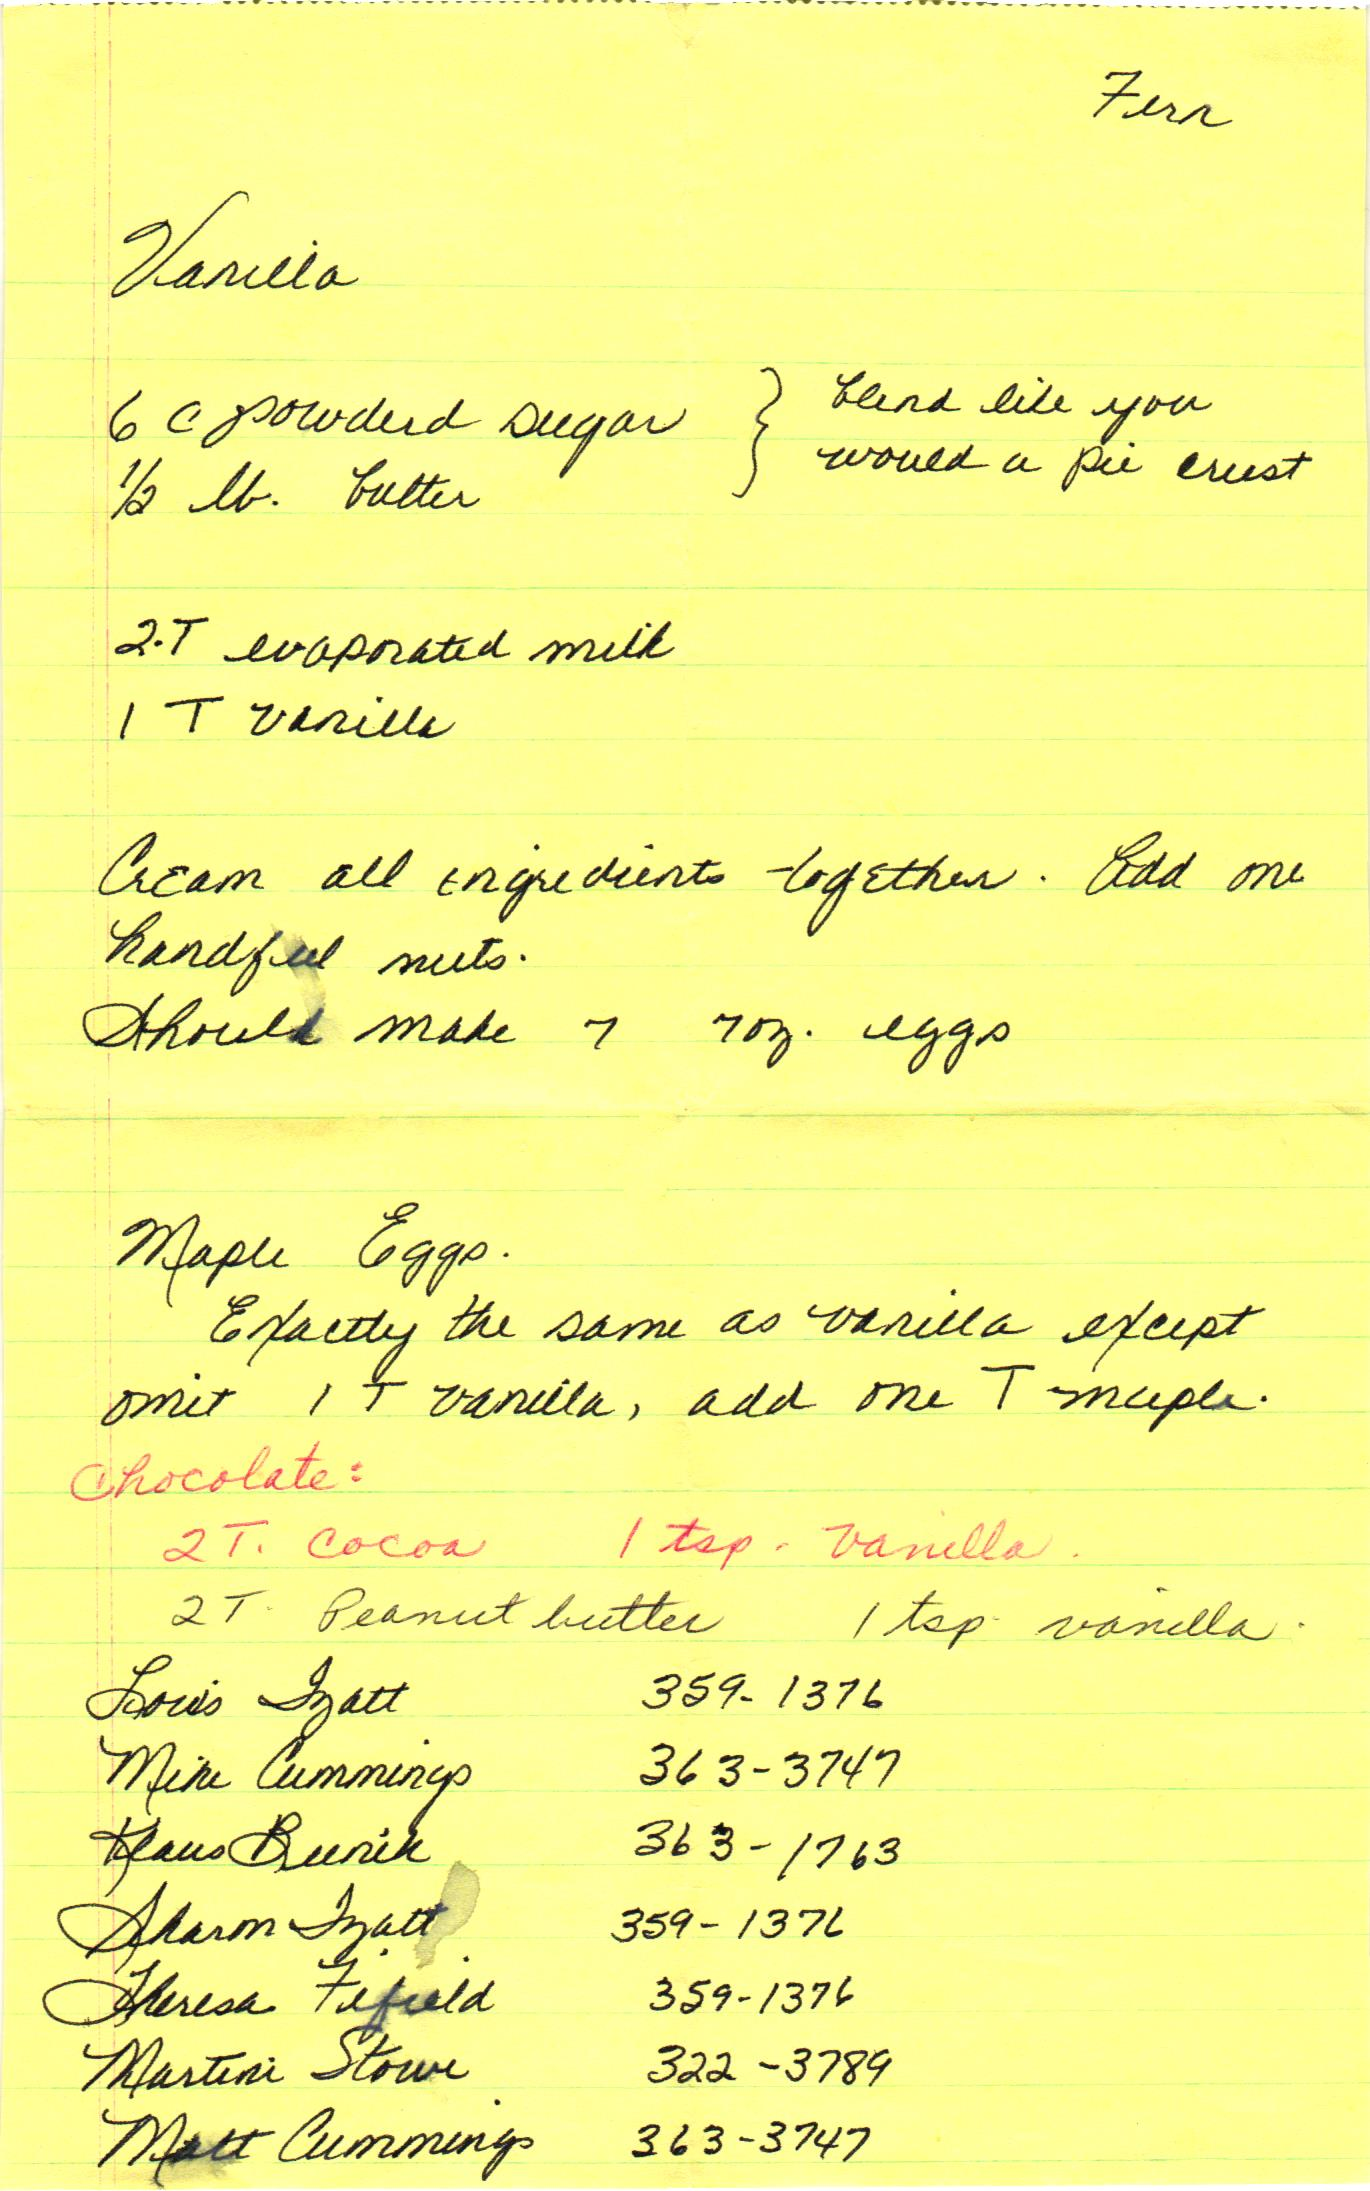 Fern
Vanilla
6 c powderd sugar } blend like you
1/2 lb. butter } would a pie crust
2 T evaporated milk
1 T vanilla
Cream all ingredients together. Add one
handful nuts.
Should make 7 7oz. eggs
Maple Eggs.
Exactly the same as vanilla except
omit 1 T vanilla, add one T maple.
Chocolate:
2 T. cocoa 1 tsp. vanilla.
2 T. Peanut butter 1 tsp vanilla.
Louis Izatt 359-1376
Mike Cummings 363-3747
Klaus 363-1763
Sharon Izatt 359-1376
Theresa Fifield 359-1376
Martini Stowe 322-3789
Matt Cummings 363-3747